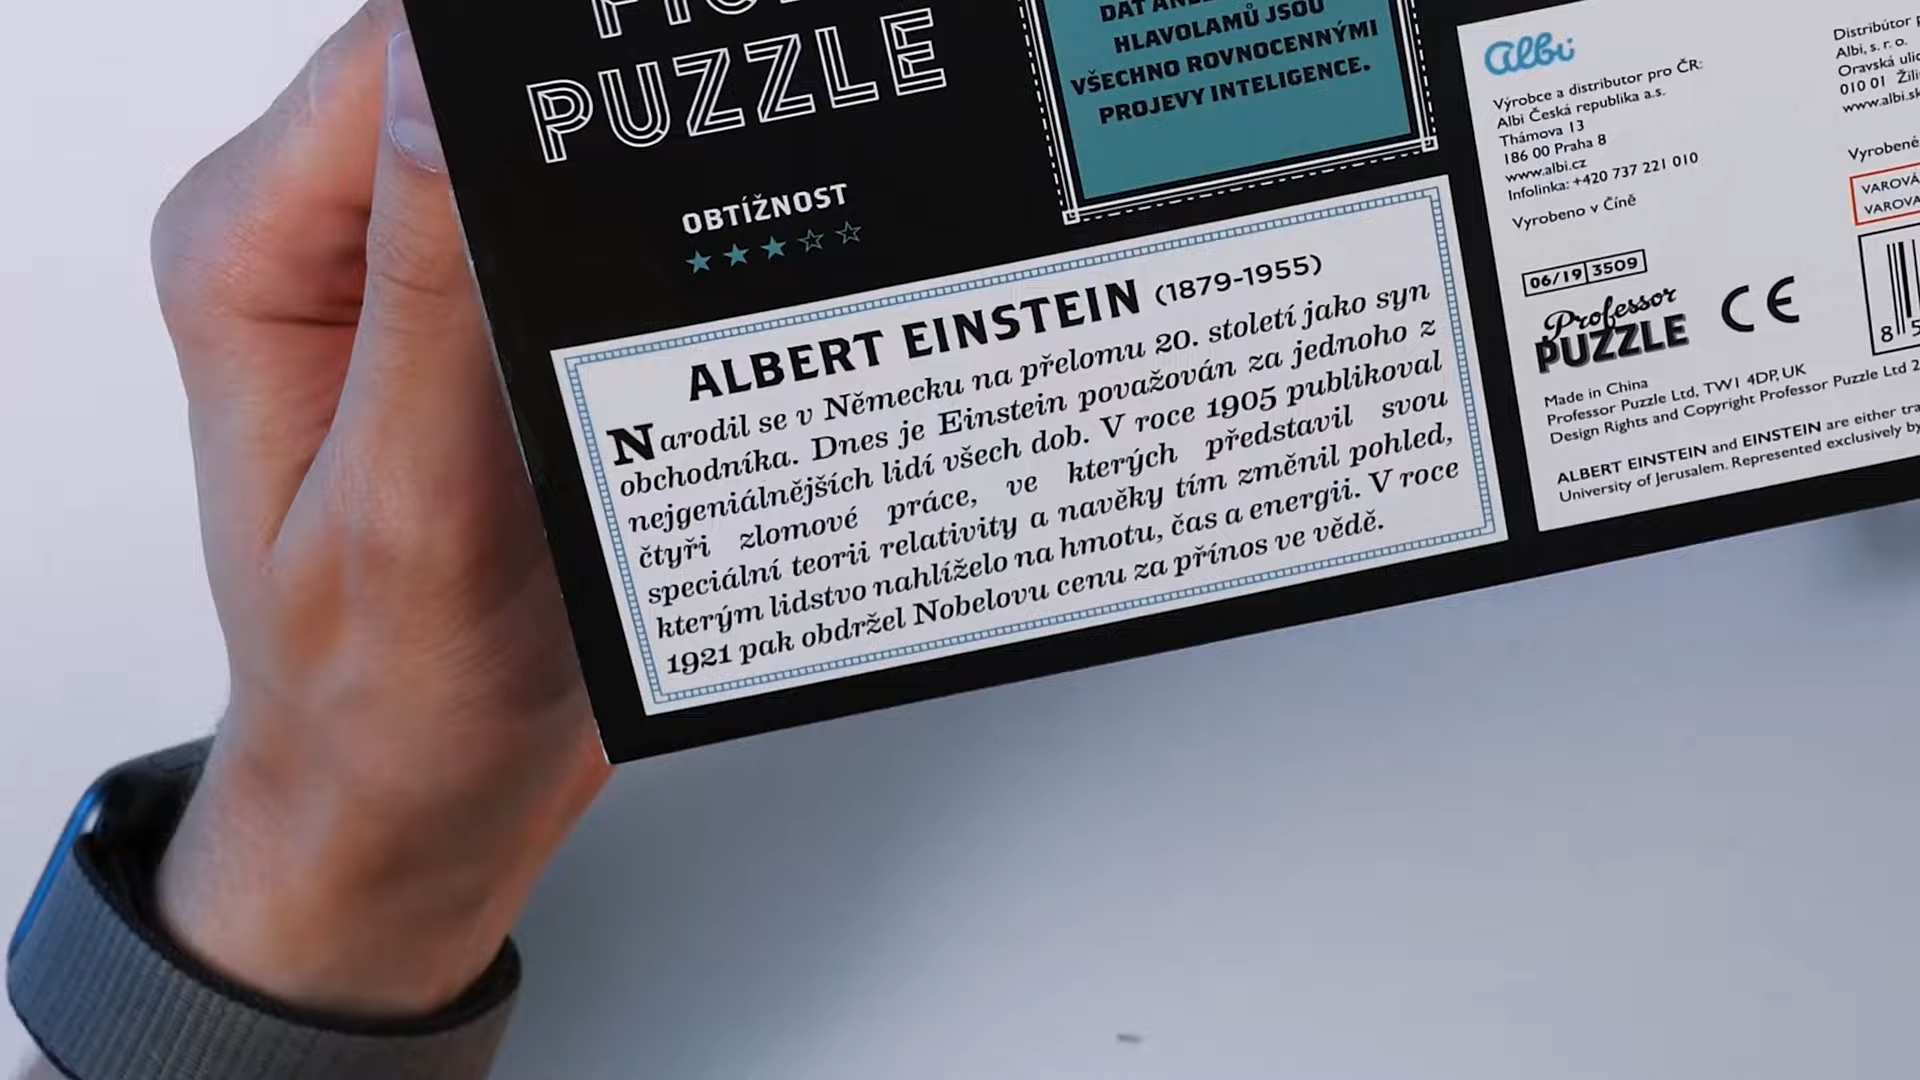 PUZZLE
OBTÍŽNOST
HLAVOLAMŮ JSOU
VŠECHNO ROVNOCENNÝMI
PROJEVY INTELIGENCE.
ALBERT EINSTEIN (1879-1955)
Narodil se v Německu na přelomu 20. století jako syn
obchodníka. Dnes je Einstein považován za jednoho z
nejgeniálnějších lidí všech dob. V roce 1905 publikoval
čtyři zlomové práce, ve kterých představil svou
speciální teorii relativity a navěky tím změnil pohled,
kterým lidstvo nahlíželo na hmotu, čas a energii. V roce
1921 pak obdržel Nobelovu cenu za přínos ve vědě.
albi
Výrobce a distributor pro ČR:
Albi Česká republika a.s.
Thámova 13
186 00 Praha 8
www.albi.cz
Infolinka: +420 737 221 010
Vyrobeno v Číně
06/19 3509
Professor
PUZZLE
CE
Made in China
Professor Puzzle Ltd, TW1 4DP, UK
Design Rights and Copyright Professor Puzzle Ltd
ALBERT EINSTEIN and EINSTEIN are either
University of Jerusalem. Represented exclusively by
Distribútor
Albi, s. r. o.
Oravská
010 01
www.albi.sk
Vyrobené
8